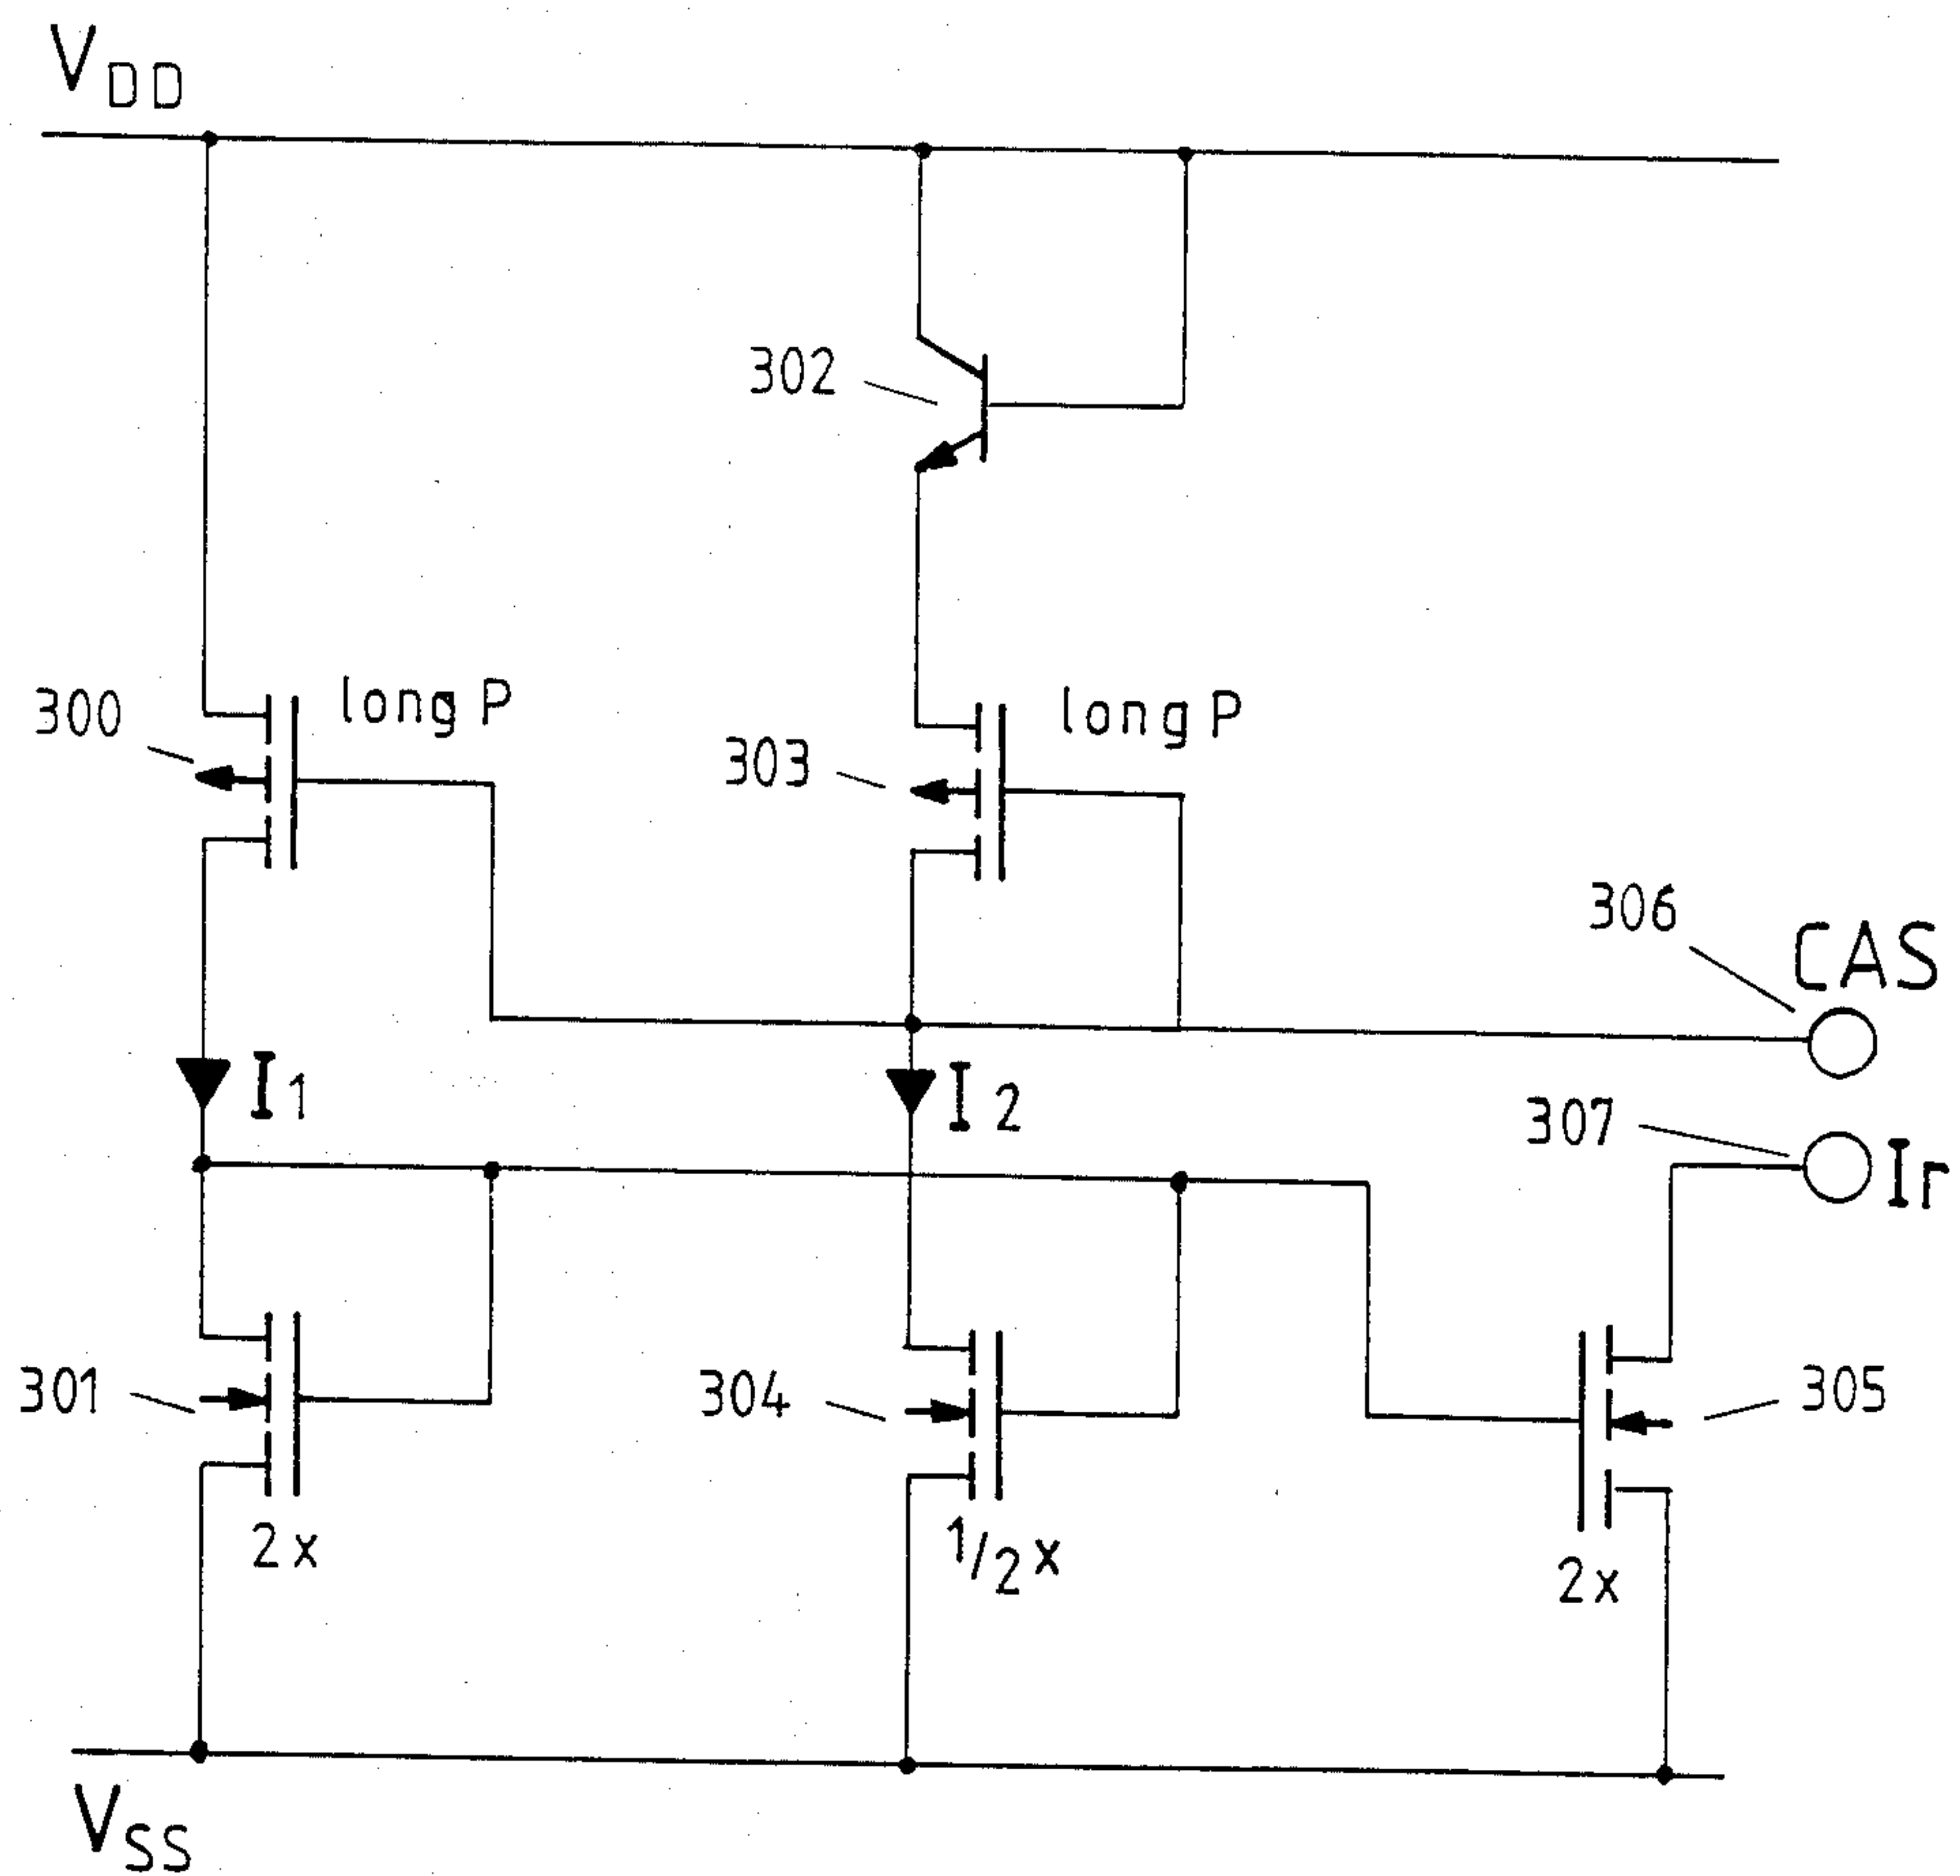 VDD
302
300
long P
303
long P
306
CAS
I1
I2
307
Ir
301
304
305
2x
1/2x
2x
VSS